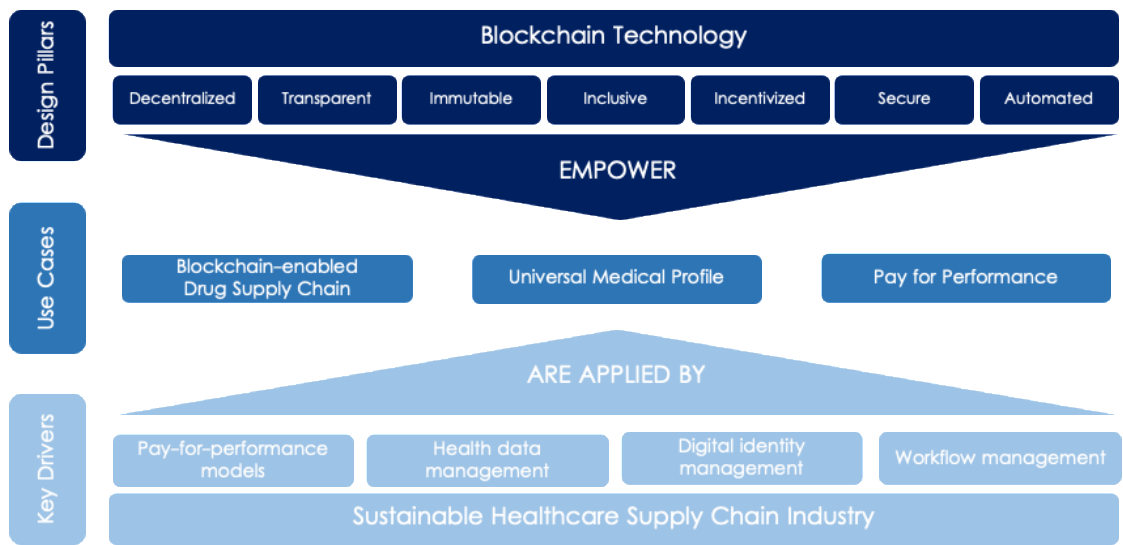 Design Pillars
Blockchain Technology
Decentralized
Transparent
Immutable
Inclusive
Incentivized
Secure
Automated
EMPOWER
Use Cases
Blockchain-enabled
Drug Supply Chain
Universal Medical Profile
Pay for Performance
ARE APPLIED BY
Key Drivers
Pay-for-performance
models
Health data
management
Digital identity
management
Workflow management
Sustainable Healthcare Supply Chain Industry